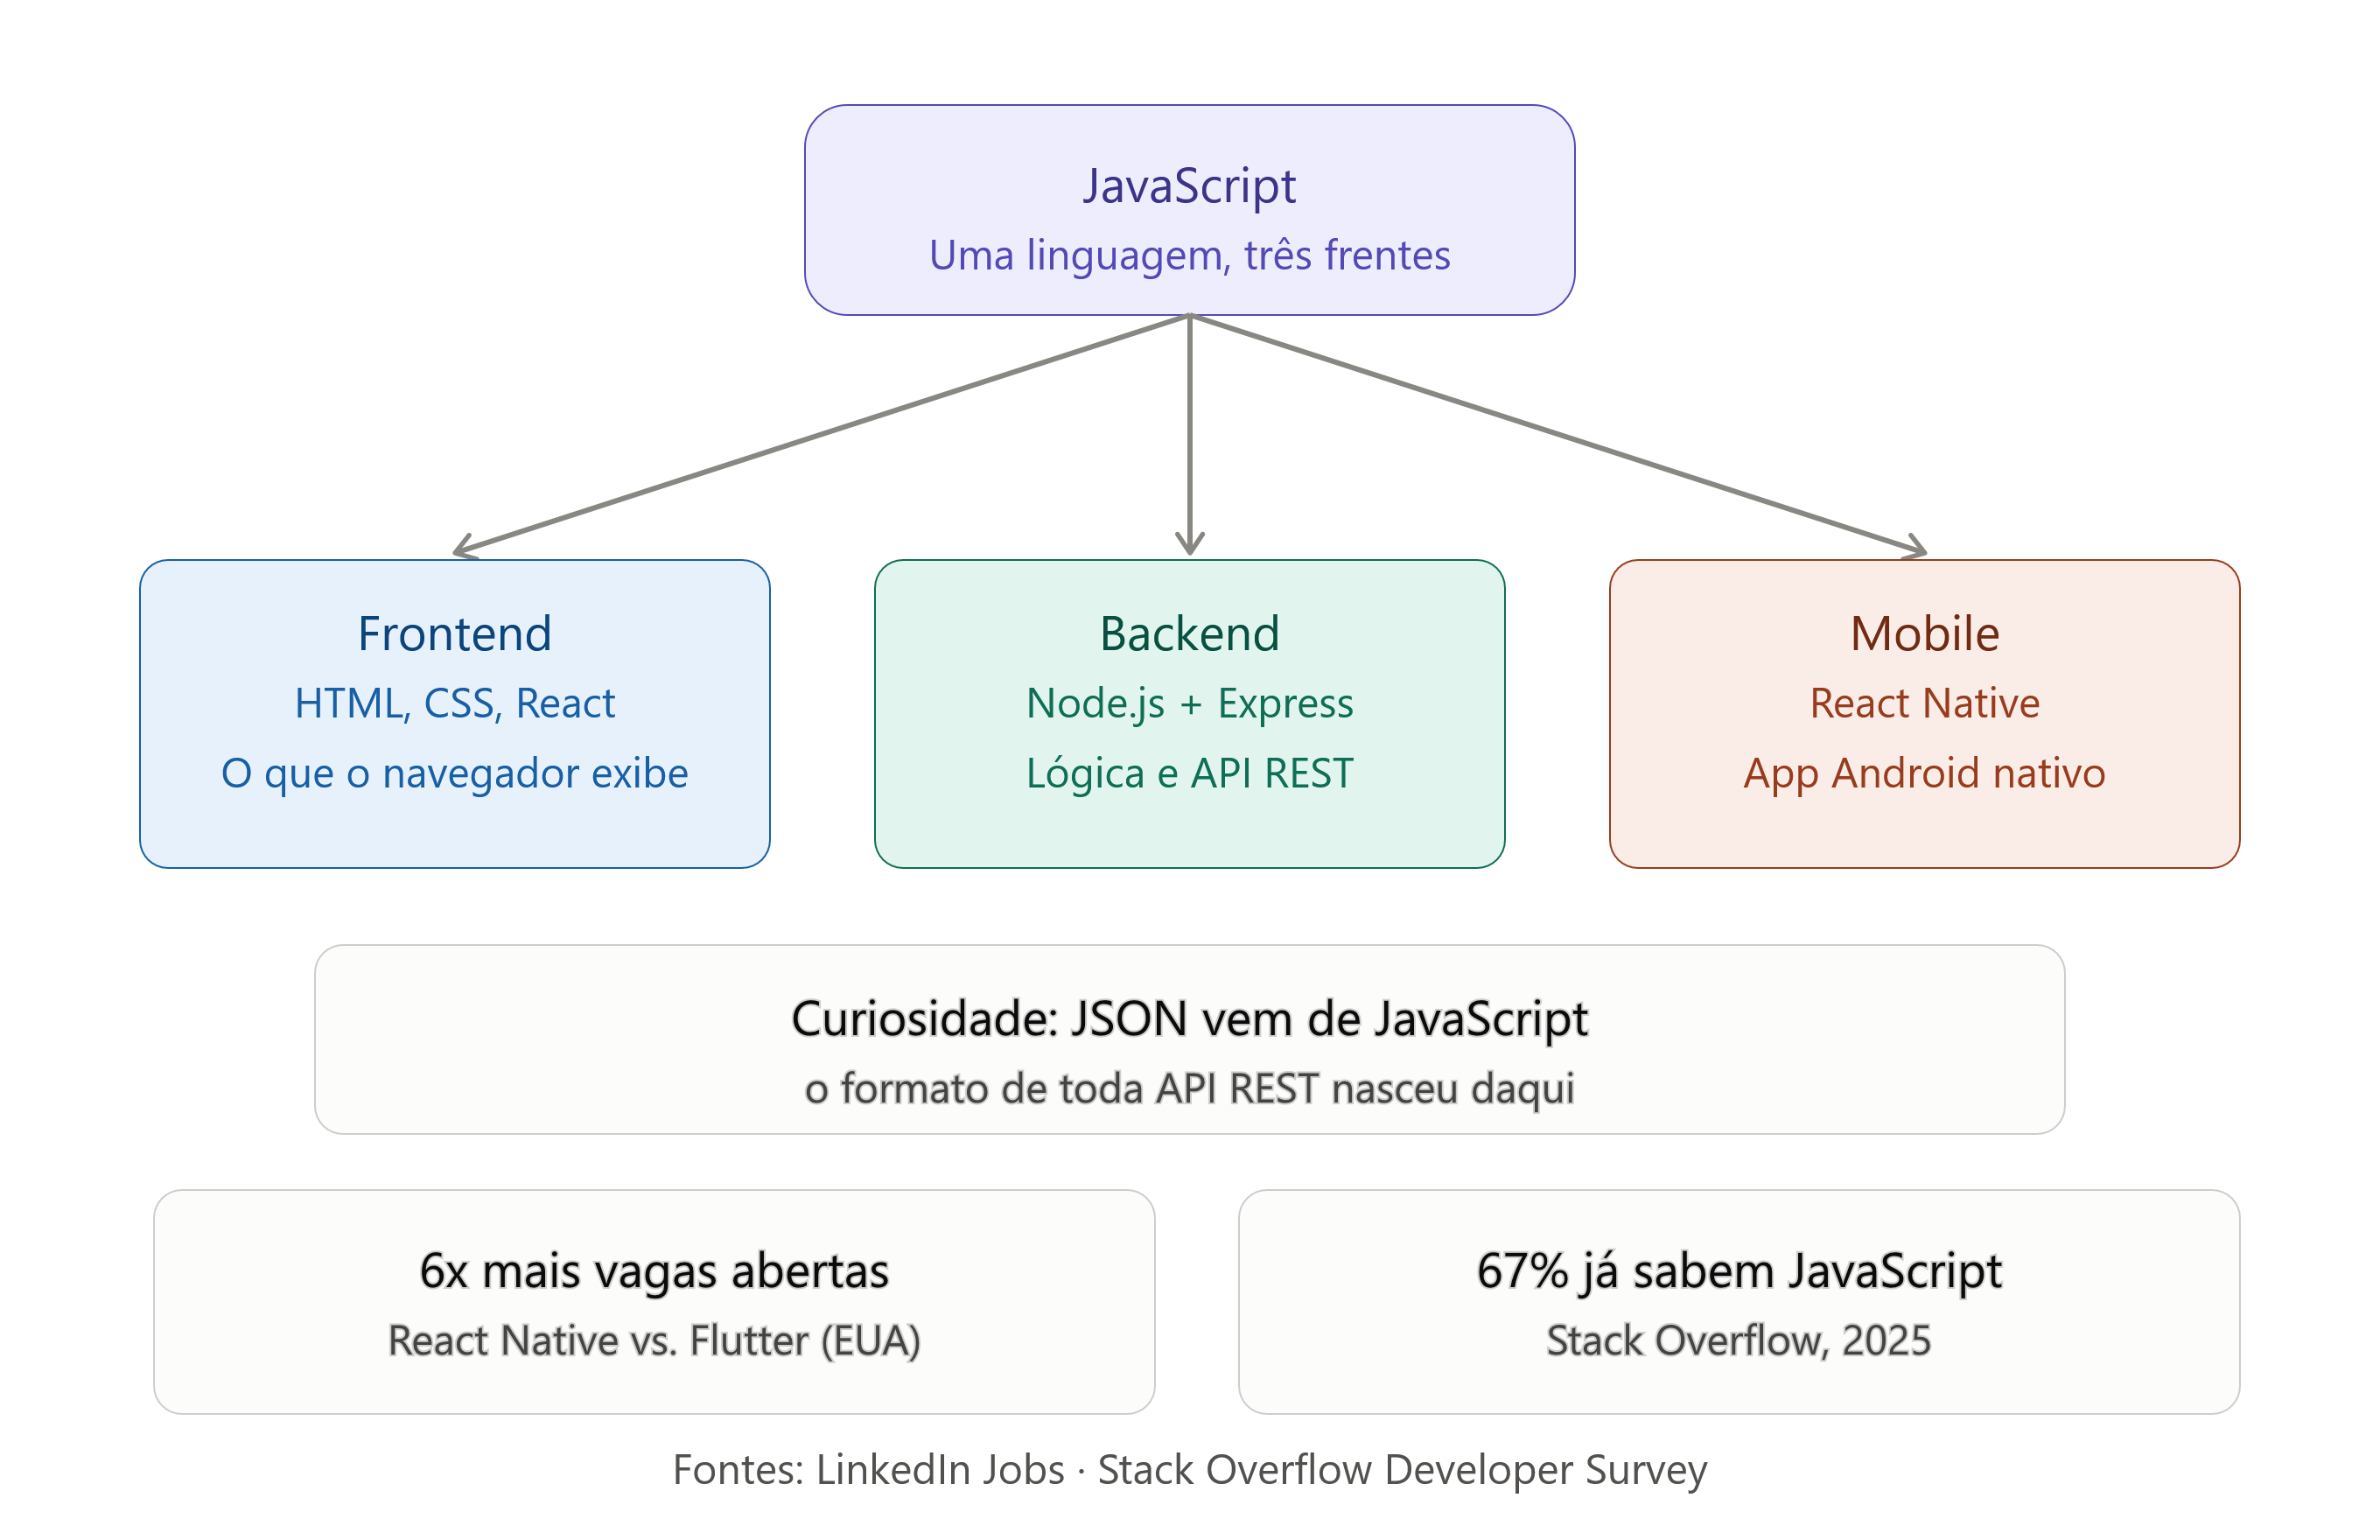 JavaScript
Uma linguagem, três frentes
Frontend
HTML, CSS, React
O que o navegador exibe
Backend
Node.js + Express
Lógica e API REST
Mobile
React Native
App Android nativo
Curiosidade: JSON vem de JavaScript
o formato de toda API REST nasceu daqui
6x mais vagas abertas
React Native vs. Flutter (EUA)
67% já sabem JavaScript
Stack Overflow, 2025
Fontes: LinkedIn Jobs · Stack Overflow Developer Survey